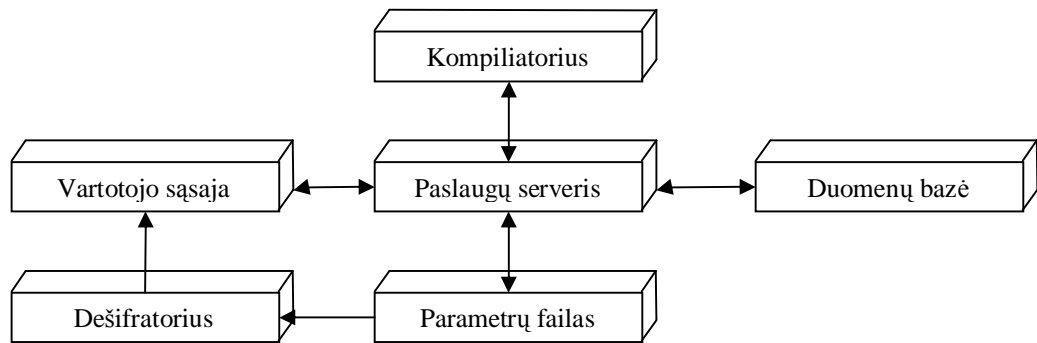 Kompiliatorius
Vartotojo sąsaja
Paslaugų serveris
Duomenų bazė
Dešifratorius
Parametrų failas